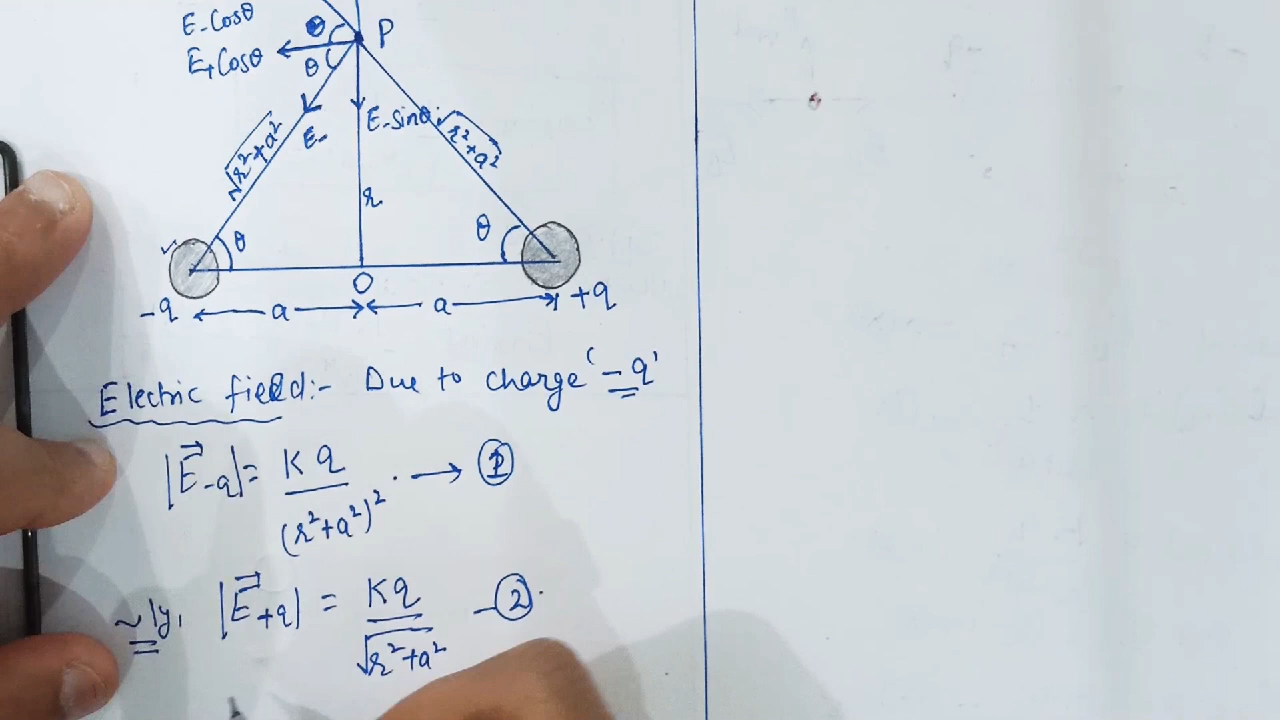 E-Cosθ
θ
P
E+Cosθ
θ
E-
E-Sinθ
√r²+a²
√r²+a²
r
θ
θ
O
-q
a
a
+q
Electric field:- Due to charge '-q'
|E⃗-q| = Kq/(r²+a²)² . → ①
~ly, |E⃗+q| = Kq/√r²+a² - ②.